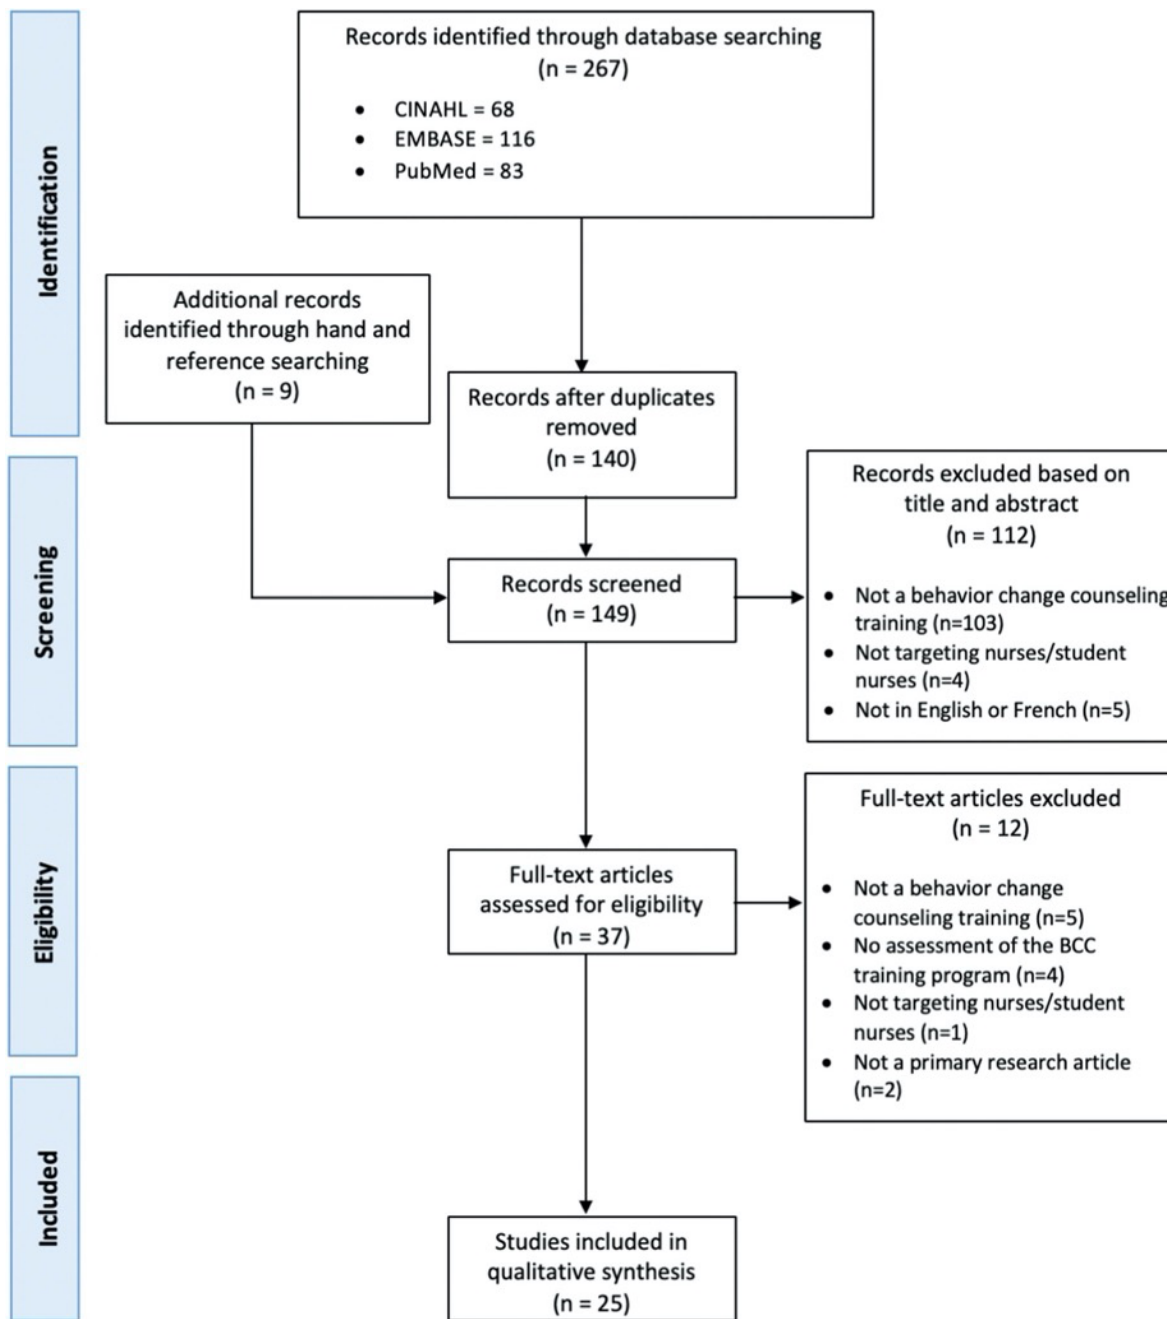 Identification
Records identified through database searching
(n = 267)
• CINAHL = 68
• EMBASE = 116
• PubMed = 83
Additional records
identified through hand and
reference searching
(n = 9)
Records after duplicates
removed
(n = 140)
Screening
Records screened
(n = 149)
Records excluded based on
title and abstract
(n = 112)
• Not a behavior change counseling
training (n=103)
• Not targeting nurses/student
nurses (n=4)
• Not in English or French (n=5)
Eligibility
Full-text articles
assessed for eligibility
(n = 37)
Full-text articles excluded
(n = 12)
• Not a behavior change
counseling training (n=5)
• No assessment of the BCC
training program (n=4)
• Not targeting nurses/student
nurses (n=1)
• Not a primary research article
(n=2)
Included
Studies included in
qualitative synthesis
(n = 25)